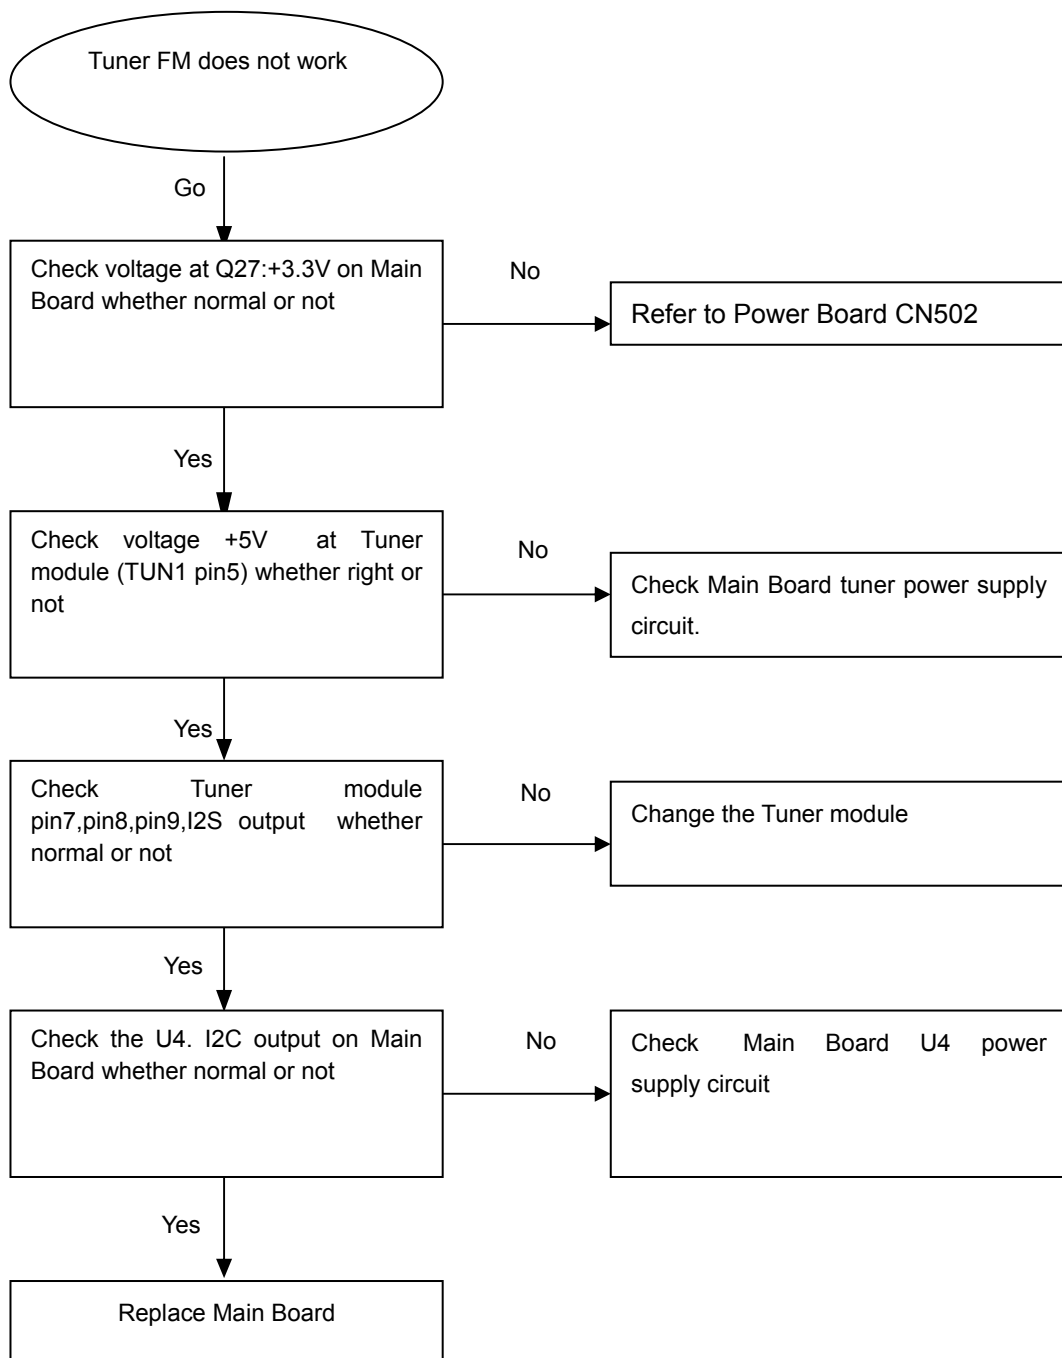 Tuner FM does not work
Go
Check voltage at Q27:+3.3V on Main
Board whether normal or not
No
Refer to Power Board CN502
Yes
Check voltage +5V at Tuner
module (TUN1 pin5) whether right or
not
No
Check Main Board tuner power supply
circuit.
Yes
Check Tuner module
pin7,pin8,pin9,I2S output whether
normal or not
No
Change the Tuner module
Yes
Check the U4. I2C output on Main
Board whether normal or not
No
Check Main Board U4 power
supply circuit
Yes
Replace Main Board